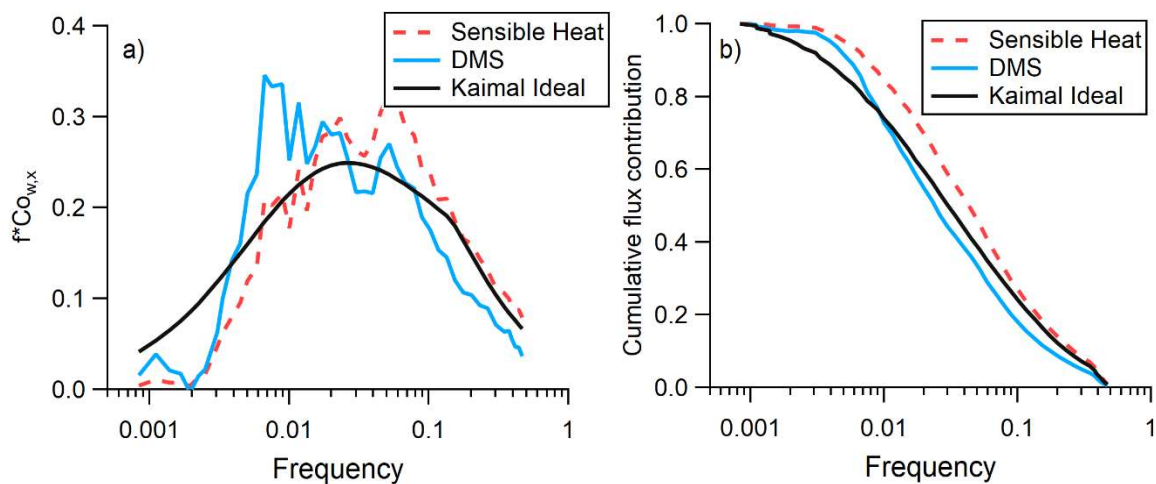 a)
Sensible Heat
DMS
Kaimal Ideal
f*Co_{w,x}
0.4
0.3
0.2
0.1
0.0
0.001
0.01
0.1
1
Frequency
b)
Sensible Heat
DMS
Kaimal Ideal
Cumulative flux contribution
1.0
0.8
0.6
0.4
0.2
0.0
0.001
0.01
0.1
1
Frequency